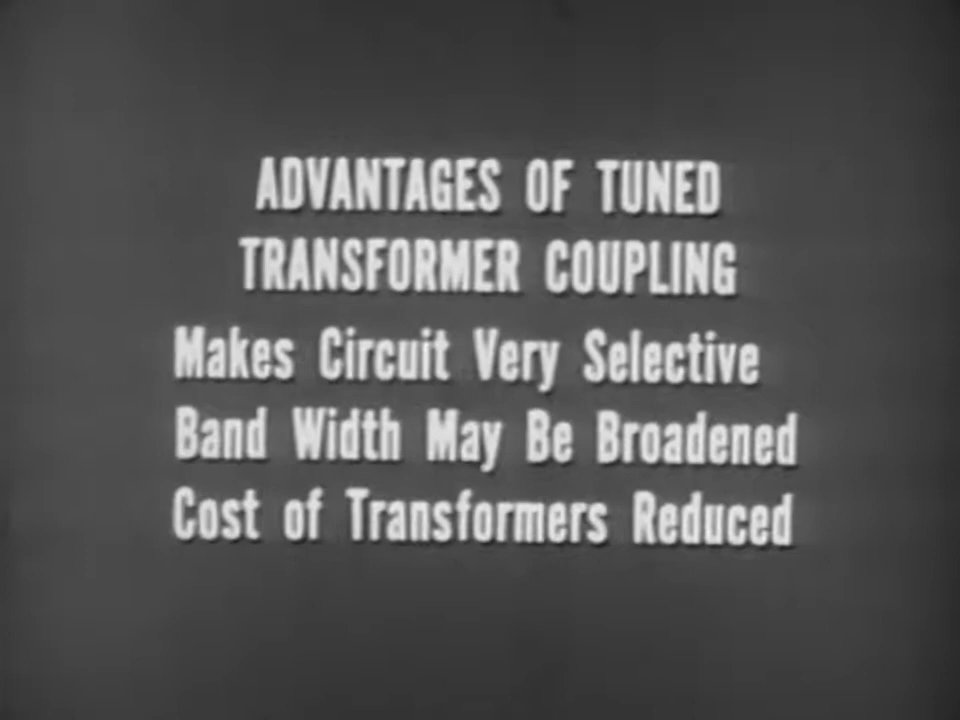 ADVANTAGES OF TUNED
TRANSFORMER COUPLING
Makes Circuit Very Selective
Band Width May Be Broadened
Cost of Transformers Reduced